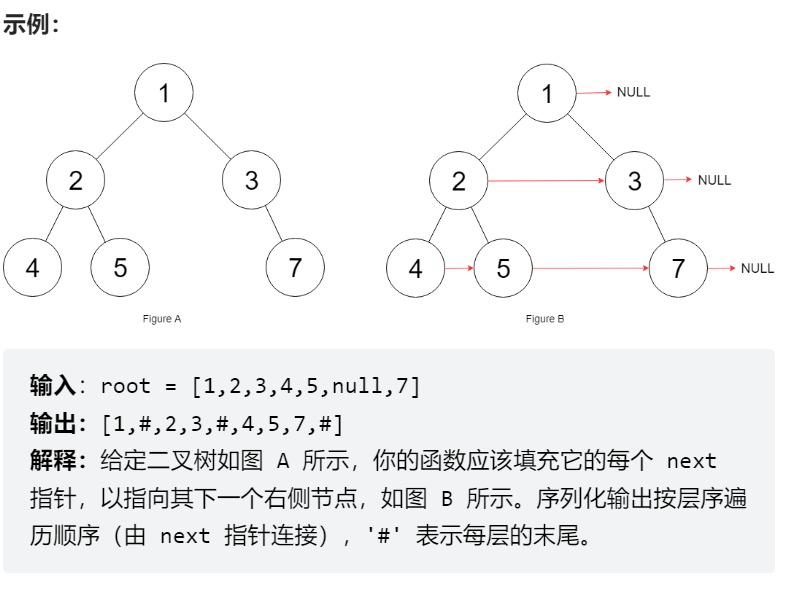 示例：
1
2 3
4 5 7
Figure A
1 NULL
2 3 NULL
4 5 7 NULL
Figure B
输入：root = [1,2,3,4,5,null,7]
输出：[1,#,2,3,#,4,5,7,#]
解释：给定二叉树如图 A 所示，你的函数应该填充它的每个 next
指针，以指向其下一个右侧节点，如图 B 所示。序列化输出按层序遍
历顺序（由 next 指针连接），'#' 表示每层的末尾。